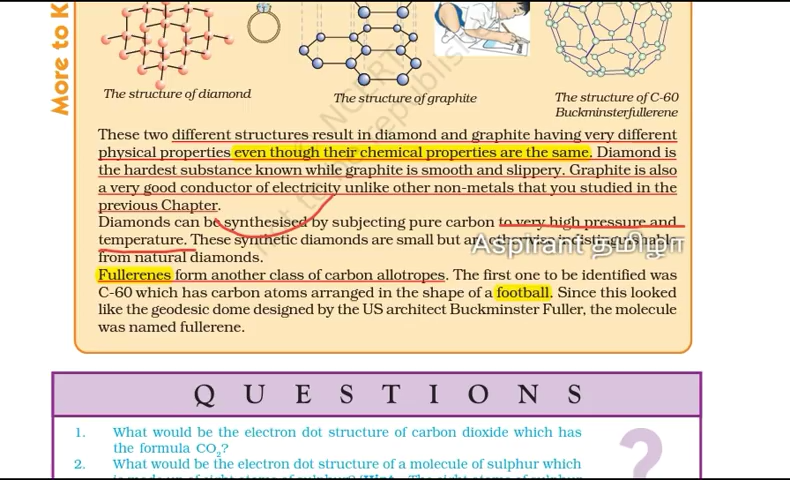 More to K
The structure of diamond
The structure of graphite
The structure of C-60
Buckminsterfullerene
These two different structures result in diamond and graphite having very different
physical properties even though their chemical properties are the same. Diamond is
the hardest substance known while graphite is smooth and slippery. Graphite is also
a very good conductor of electricity unlike other non-metals that you studied in the
previous Chapter.
Diamonds can be synthesised by subjecting pure carbon to very high pressure and
temperature. These synthetic diamonds are small but are otherwise indistinguishable
Aspirant தமிழா
from natural diamonds.
Fullerenes form another class of carbon allotropes. The first one to be identified was
C-60 which has carbon atoms arranged in the shape of a football. Since this looked
like the geodesic dome designed by the US architect Buckminster Fuller, the molecule
was named fullerene.
QUESTIONS
1. What would be the electron dot structure of carbon dioxide which has
the formula CO₂?
2. What would be the electron dot structure of a molecule of sulphur which
?